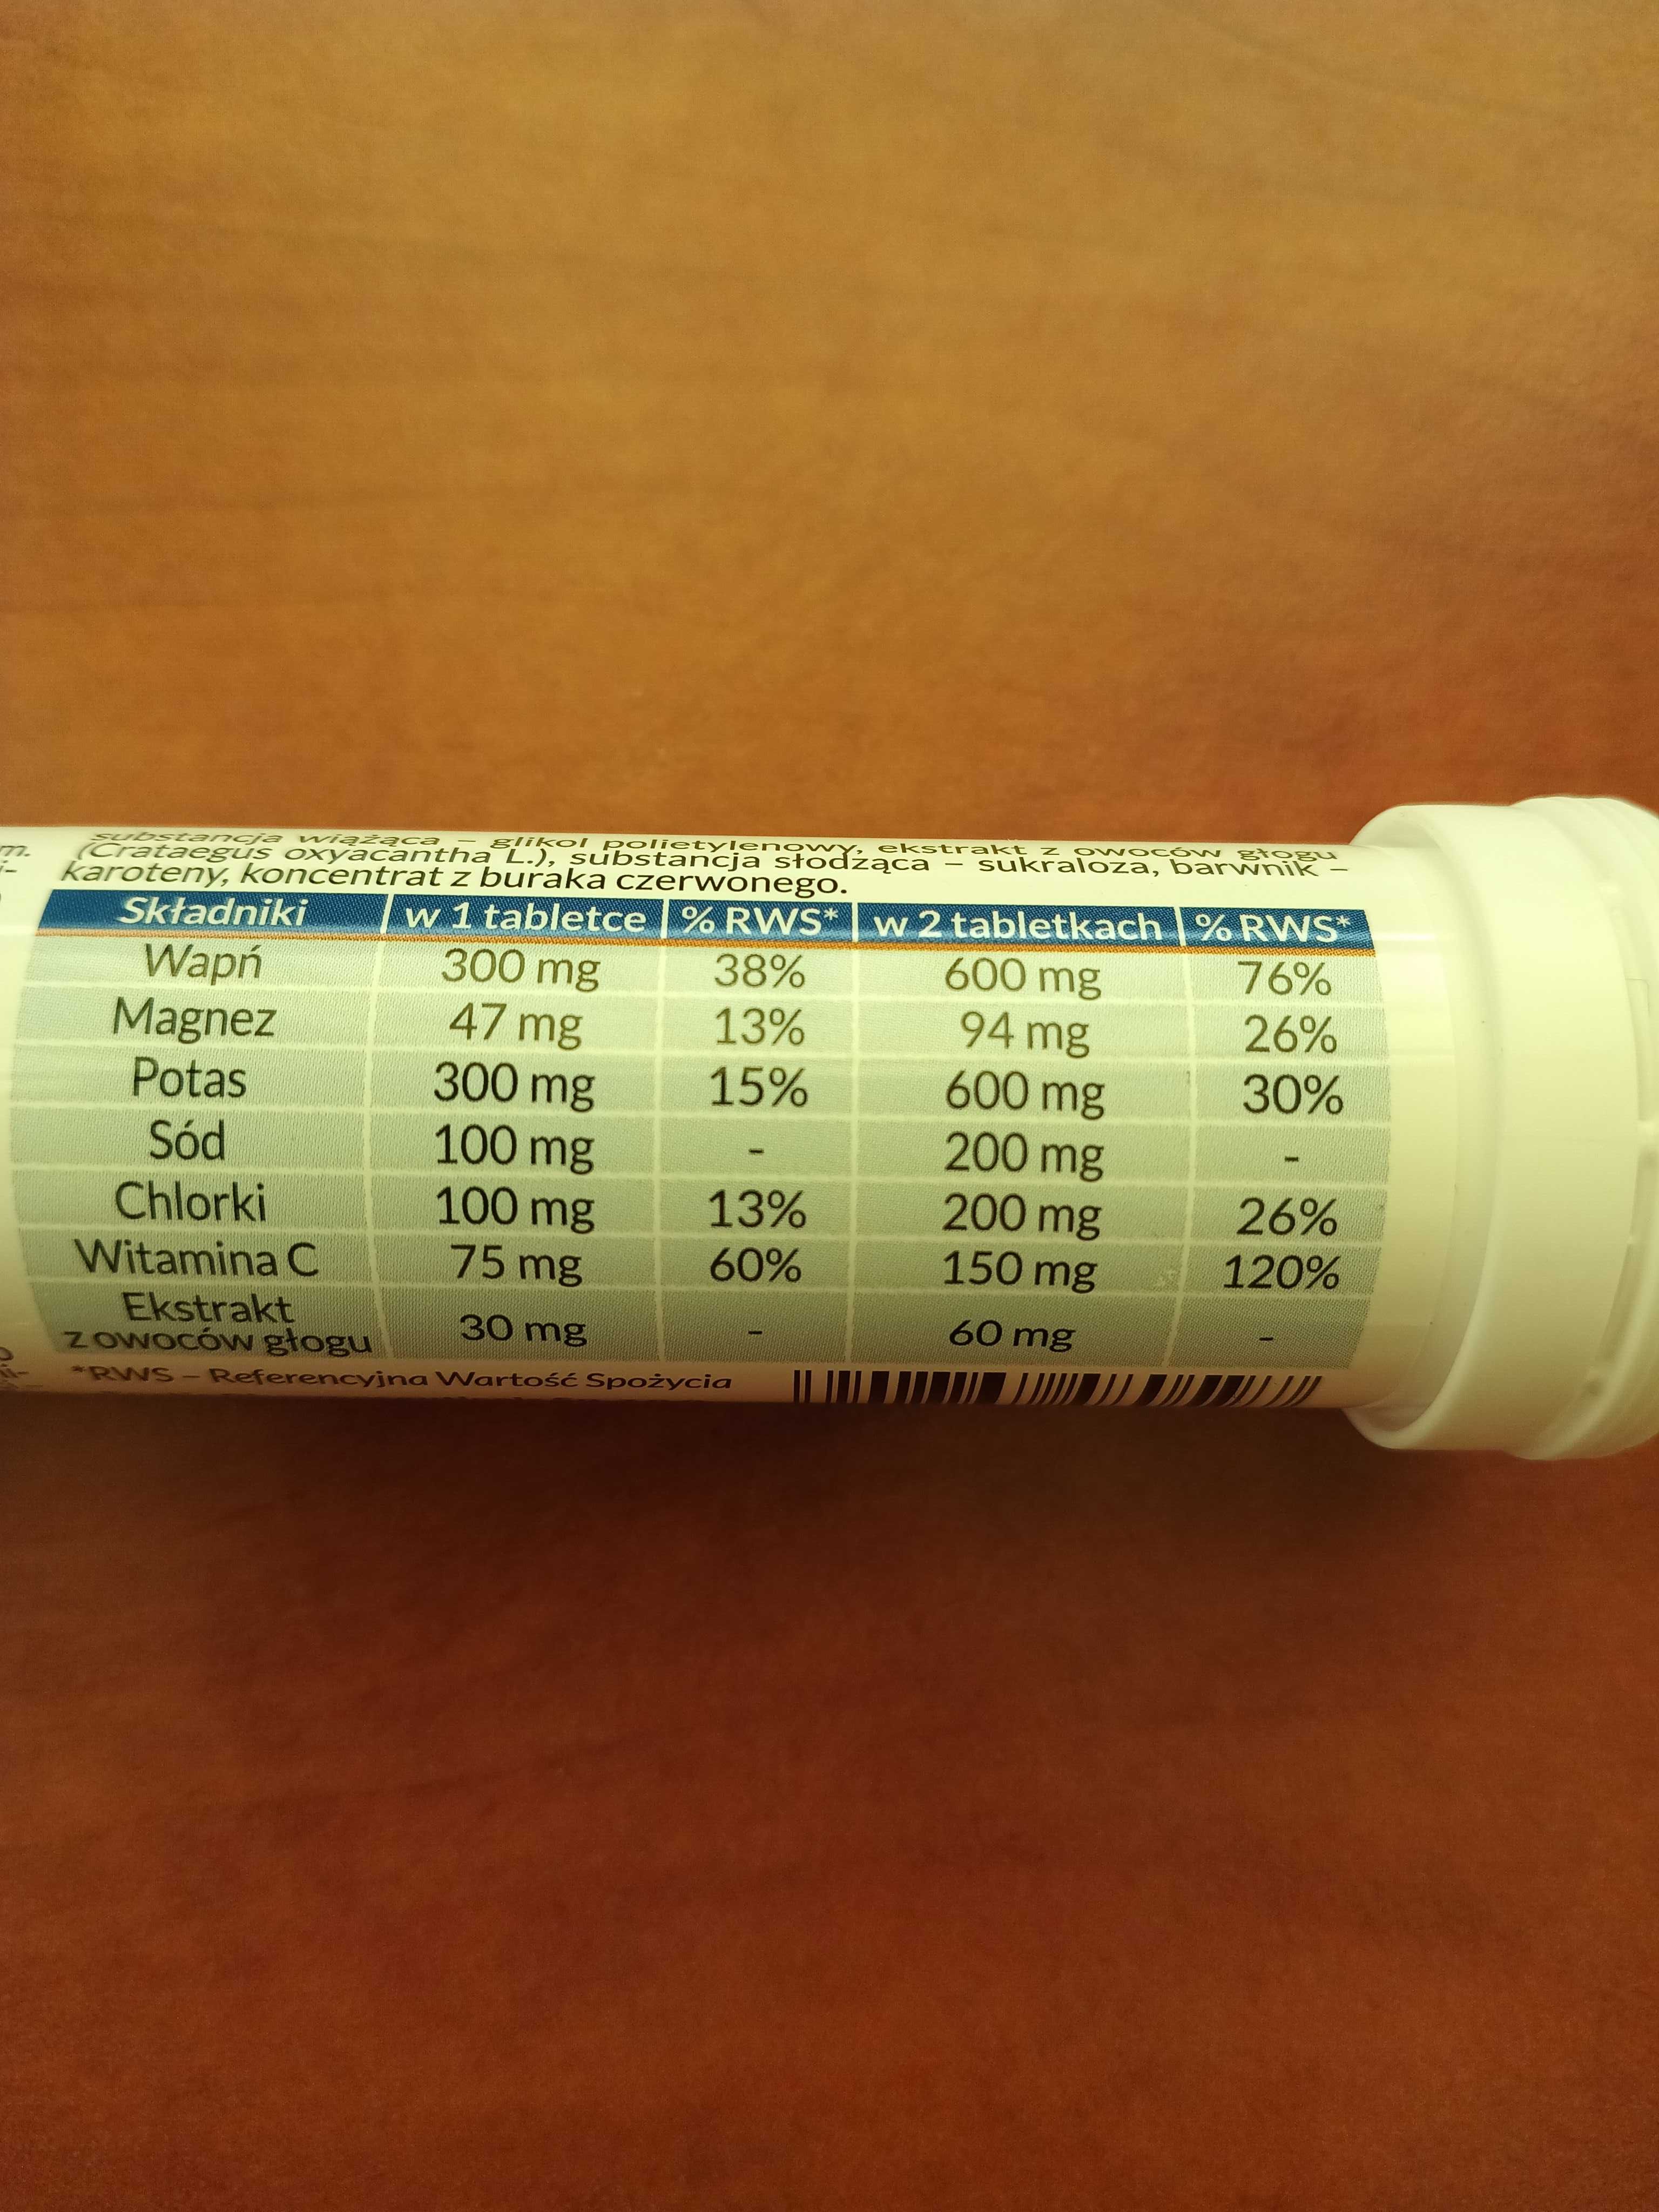 substancja wiążąca – glikol polietylenowy, ekstrakt z owoców głogu
m. (Crataegus oxyacantha L.), substancja słodząca – sukraloza, barwnik –
i- karoteny, koncentrat z buraka czerwonego.
Składniki w 1 tabletce % RWS* w 2 tabletkach % RWS*
Wapń 300 mg 38% 600 mg 76%
Magnez 47 mg 13% 94 mg 26%
Potas 300 mg 15% 600 mg 30%
Sód 100 mg - 200 mg -
Chlorki 100 mg 13% 200 mg 26%
Witamina C 75 mg 60% 150 mg 120%
Ekstrakt
z owoców głogu 30 mg - 60 mg -
*RWS – Referencyjna Wartość Spożycia